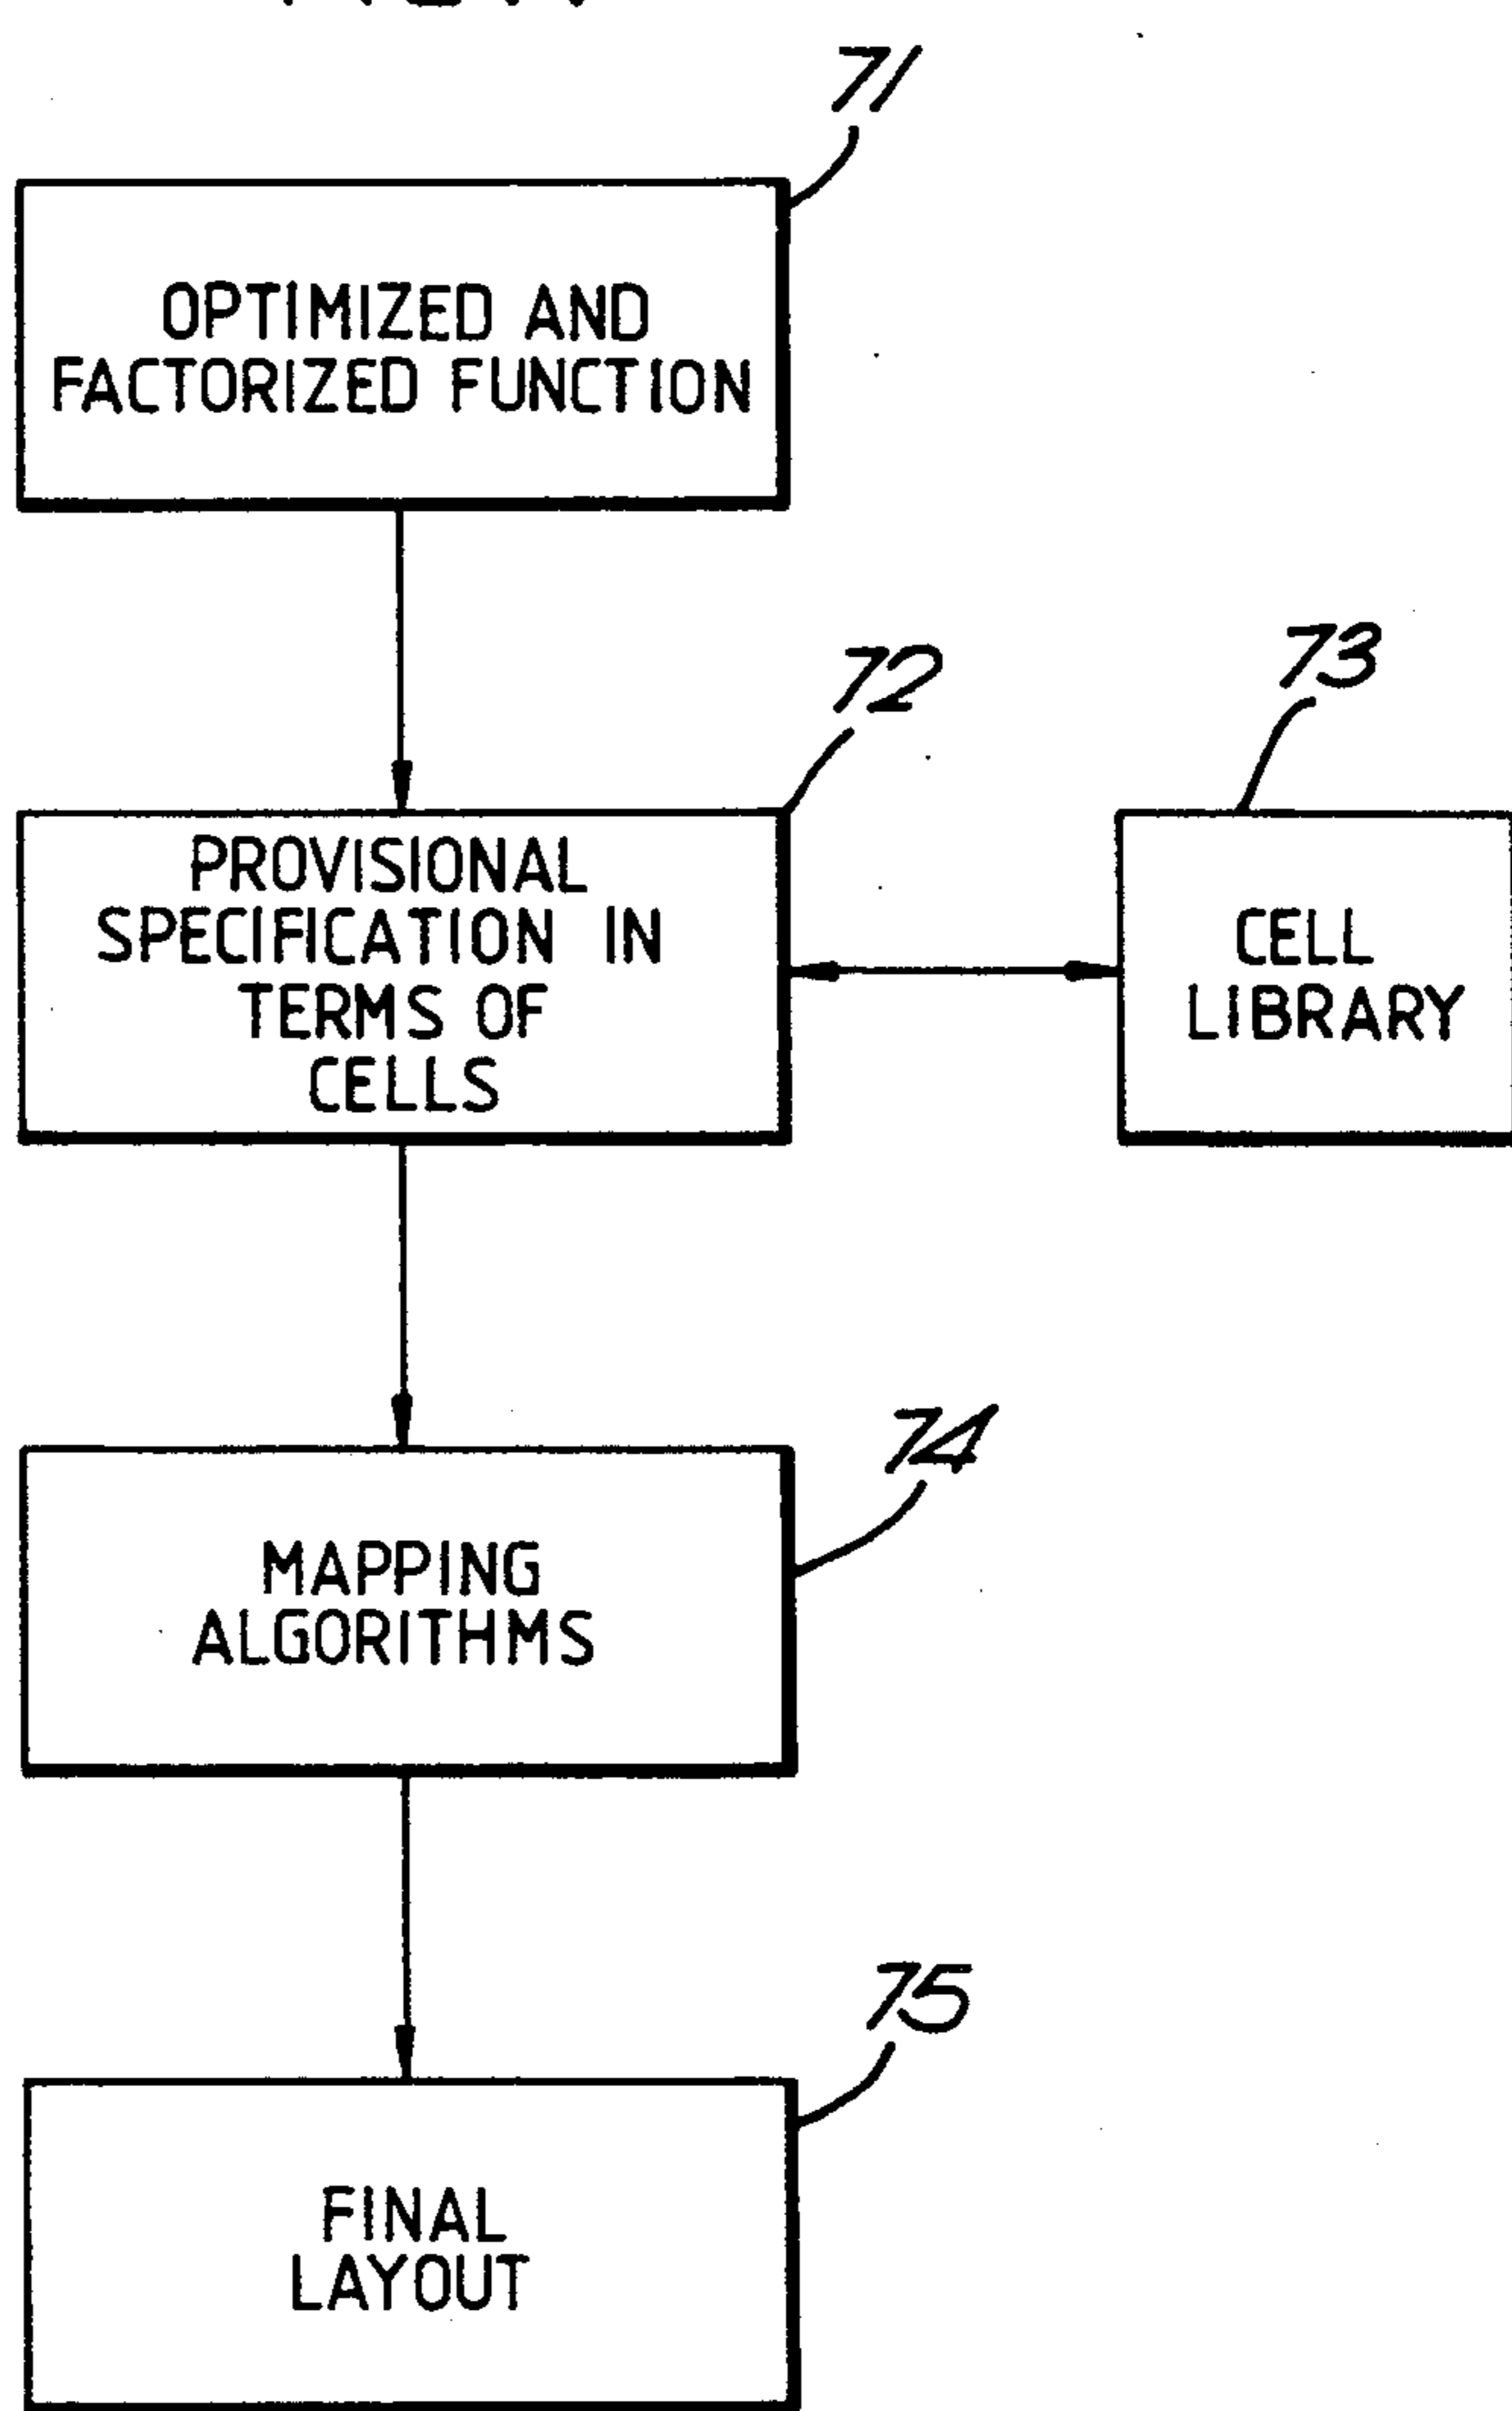 71
OPTIMIZED AND
FACTORIZED FUNCTION
72
PROVISIONAL
SPECIFICATION IN
TERMS OF
CELLS
73
CELL
LIBRARY
74
MAPPING
ALGORITHMS
75
FINAL
LAYOUT